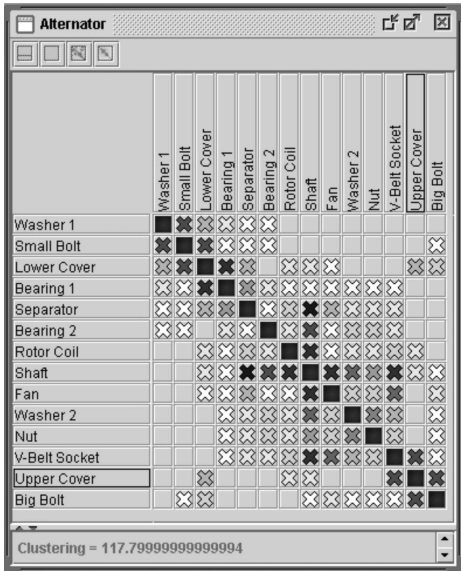 Alternator
Washer 1
Small Bolt
Lower Cover
Bearing 1
Separator
Bearing 2
Rotor Coil
Shaft
Fan
Washer 2
Nut
V-Belt Socket
Upper Cover
Big Bolt
Washer 1
Small Bolt
Lower Cover
Bearing 1
Separator
Bearing 2
Rotor Coil
Shaft
Fan
Washer 2
Nut
V-Belt Socket
Upper Cover
Big Bolt
Clustering = 117.79999999999994